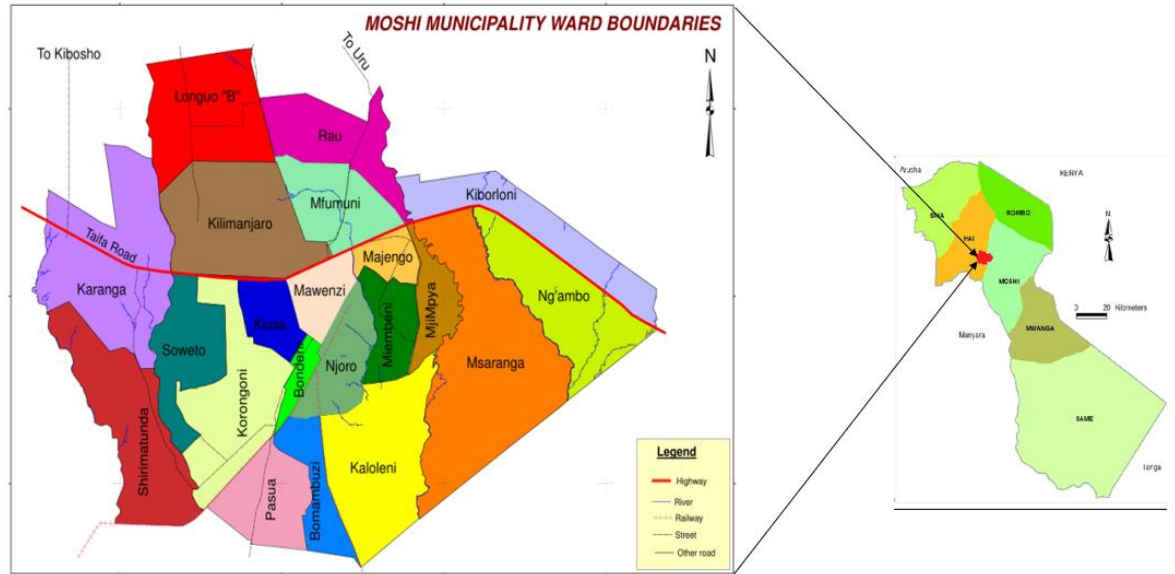 MOSHI MUNICIPALITY WARD BOUNDARIES
To Kibosho
To Uru
N
Longuo "B"
Rau
Kiborloni
Kilimanjaro
Mfumuni
Taifa Road
Majengo
Karanga
Mawenzi
Ng'ambo
MjiMpya
Kiusa
Miembeni
Soweto
Bondeni
Njoro
Msaranga
Korongoni
Shirimatunda
Kaloleni
Pasua
Bomambuzi
Legend
Highway
River
Railway
Street
Other road
Arusha
KENYA
SIHA
ROMBO
HAI
N
MOSHI
0 20 Kilometers
Manyara
MWANGA
SAME
Tanga